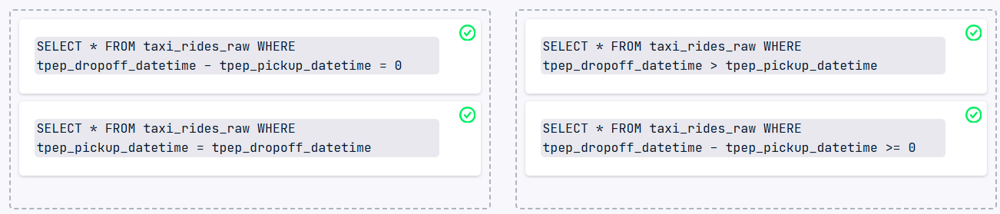 SELECT * FROM taxi_rides_raw WHERE
tpep_dropoff_datetime - tpep_pickup_datetime = 0
SELECT * FROM taxi_rides_raw WHERE
tpep_pickup_datetime = tpep_dropoff_datetime
SELECT * FROM taxi_rides_raw WHERE
tpep_dropoff_datetime > tpep_pickup_datetime
SELECT * FROM taxi_rides_raw WHERE
tpep_dropoff_datetime - tpep_pickup_datetime >= 0